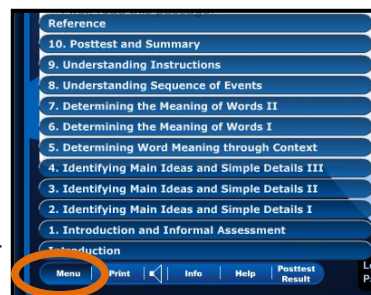 Reference
10. Posttest and Summary
9. Understanding Instructions
8. Understanding Sequence of Events
7. Determining the Meaning of Words II
6. Determining the Meaning of Words I
5. Determining Word Meaning through Context
4. Identifying Main Ideas and Simple Details III
3. Identifying Main Ideas and Simple Details II
2. Identifying Main Ideas and Simple Details I
1. Introduction and Informal Assessment
Introduction
Menu Print Info Help Posttest Result